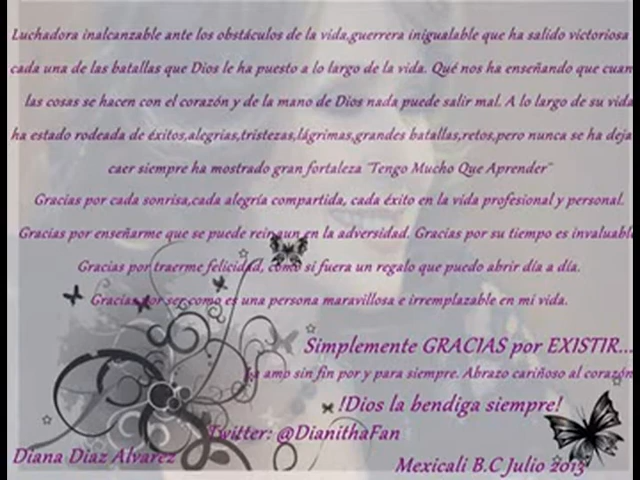 Luchadora inalcanzable ante los obstáculos de la vida,guerrera inigualable que ha salido victoriosa
cada una de las batallas que Dios le ha puesto a lo largo de la vida. Qué nos ha enseñando que cuan
las cosas se hacen con el corazón y de la mano de Dios nada puede salir mal. A lo largo de su vida
ha estado rodeada de éxitos,alegrias,tristezas,lágrimas,grandes batallas,retos,pero nunca se ha deja
caer siempre ha mostrado gran fortaleza "Tengo Mucho Que Aprender"
Gracias por cada sonrisa,cada alegría compartida, cada éxito en la vida profesional y personal.
Gracias por enseñarme que se puede reir aun en la adversidad. Gracias por su tiempo es invaluable
Gracias por traerme felicidad, como si fuera un regalo que puedo abrir día a día.
Gracias por ser como es una persona maravillosa e irremplazable en mi vida.
Simplemente GRACIAS por EXISTIR...
La amo sin fin por y para siempre. Abrazo cariñoso al corazón
!Dios la bendiga siempre!
Twitter: @DianithaFan
Diana Diaz Alvarez
Mexicali B.C Julio 2013